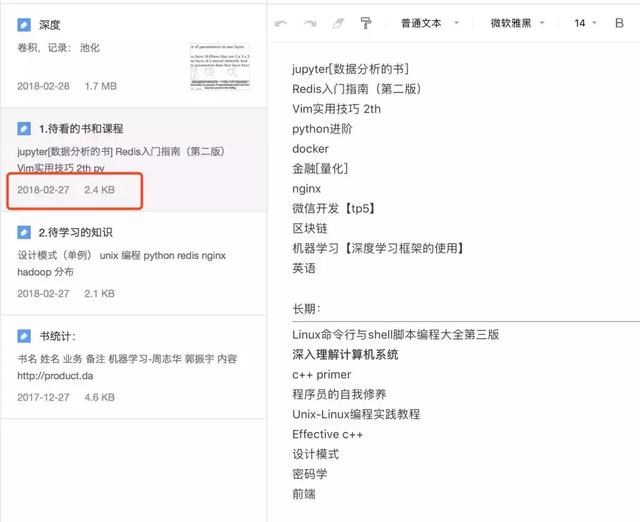 深度
卷积，记录： 池化
2018-02-28 1.7 MB
1.待看的书和课程
jupyter[数据分析的书] Redis入门指南（第二版）
Vim实用技巧 2th py
2018-02-27 2.4 KB
2.待学习的知识
设计模式（单例） unix 编程 python redis nginx
hadoop 分布
2018-02-27 2.1 KB
书统计：
书名 姓名 业务 备注 机器学习-周志华 郭振宇 内容
http://product.da
2017-12-27 4.6 KB
普通文本 微软雅黑 14 B
jupyter[数据分析的书]
Redis入门指南（第二版）
Vim实用技巧 2th
python进阶
docker
金融[量化]
nginx
微信开发【tp5】
区块链
机器学习【深度学习框架的使用】
英语
长期：
Linux命令行与shell脚本编程大全第三版
深入理解计算机系统
c++ primer
程序员的自我修养
Unix-Linux编程实践教程
Effective c++
设计模式
密码学
前端